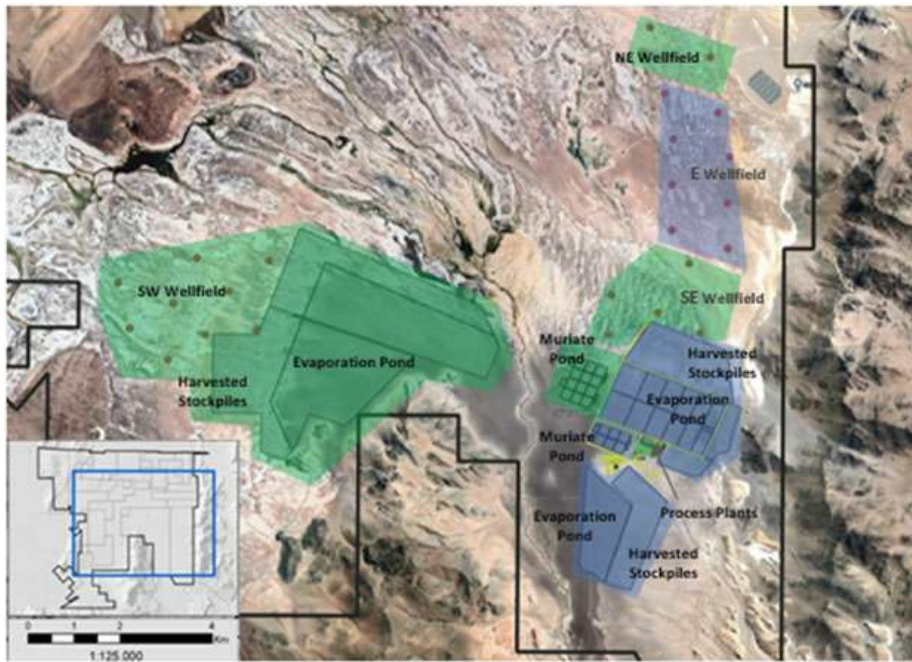 NE Wellfield
E Wellfield
SW Wellfield
SE Wellfield
Muriate
Pond
Harvested
Stockpiles
Evaporation Pond
Harvested
Stockpiles
Evaporation
Pond
Muriate
Pond
Process Plants
Evaporation
Pond
Harvested
Stockpiles
0 1 2 4
Km
1:125.000